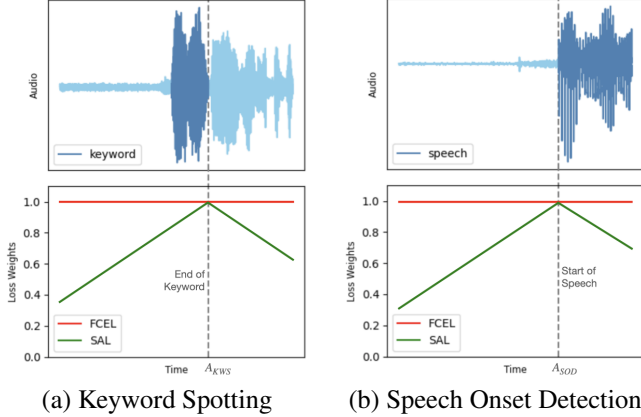 Audio
keyword
Audio
speech
Loss Weights
1.0
0.8
0.6
0.4
0.2
0.0
End of
Keyword
FCEL
SAL
Time
A_KWS
Loss Weights
1.0
0.8
0.6
0.4
0.2
0.0
Start of
Speech
FCEL
SAL
Time
A_SOD
(a) Keyword Spotting
(b) Speech Onset Detection